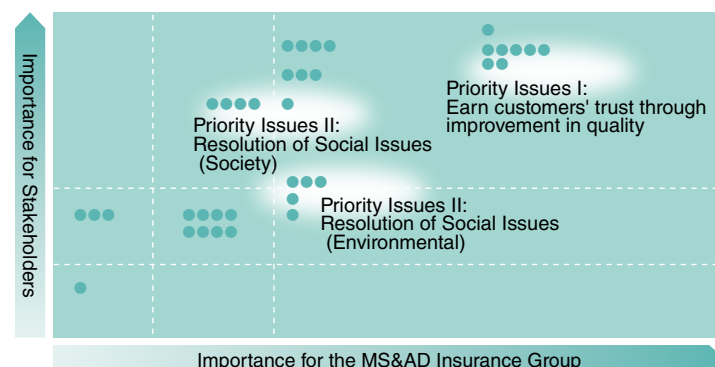 Importance for Stakeholders
Priority Issues I:
Earn customers' trust through
improvement in quality
Priority Issues II:
Resolution of Social Issues
(Society)
Priority Issues II:
Resolution of Social Issues
(Environmental)
Importance for the MS&AD Insurance Group